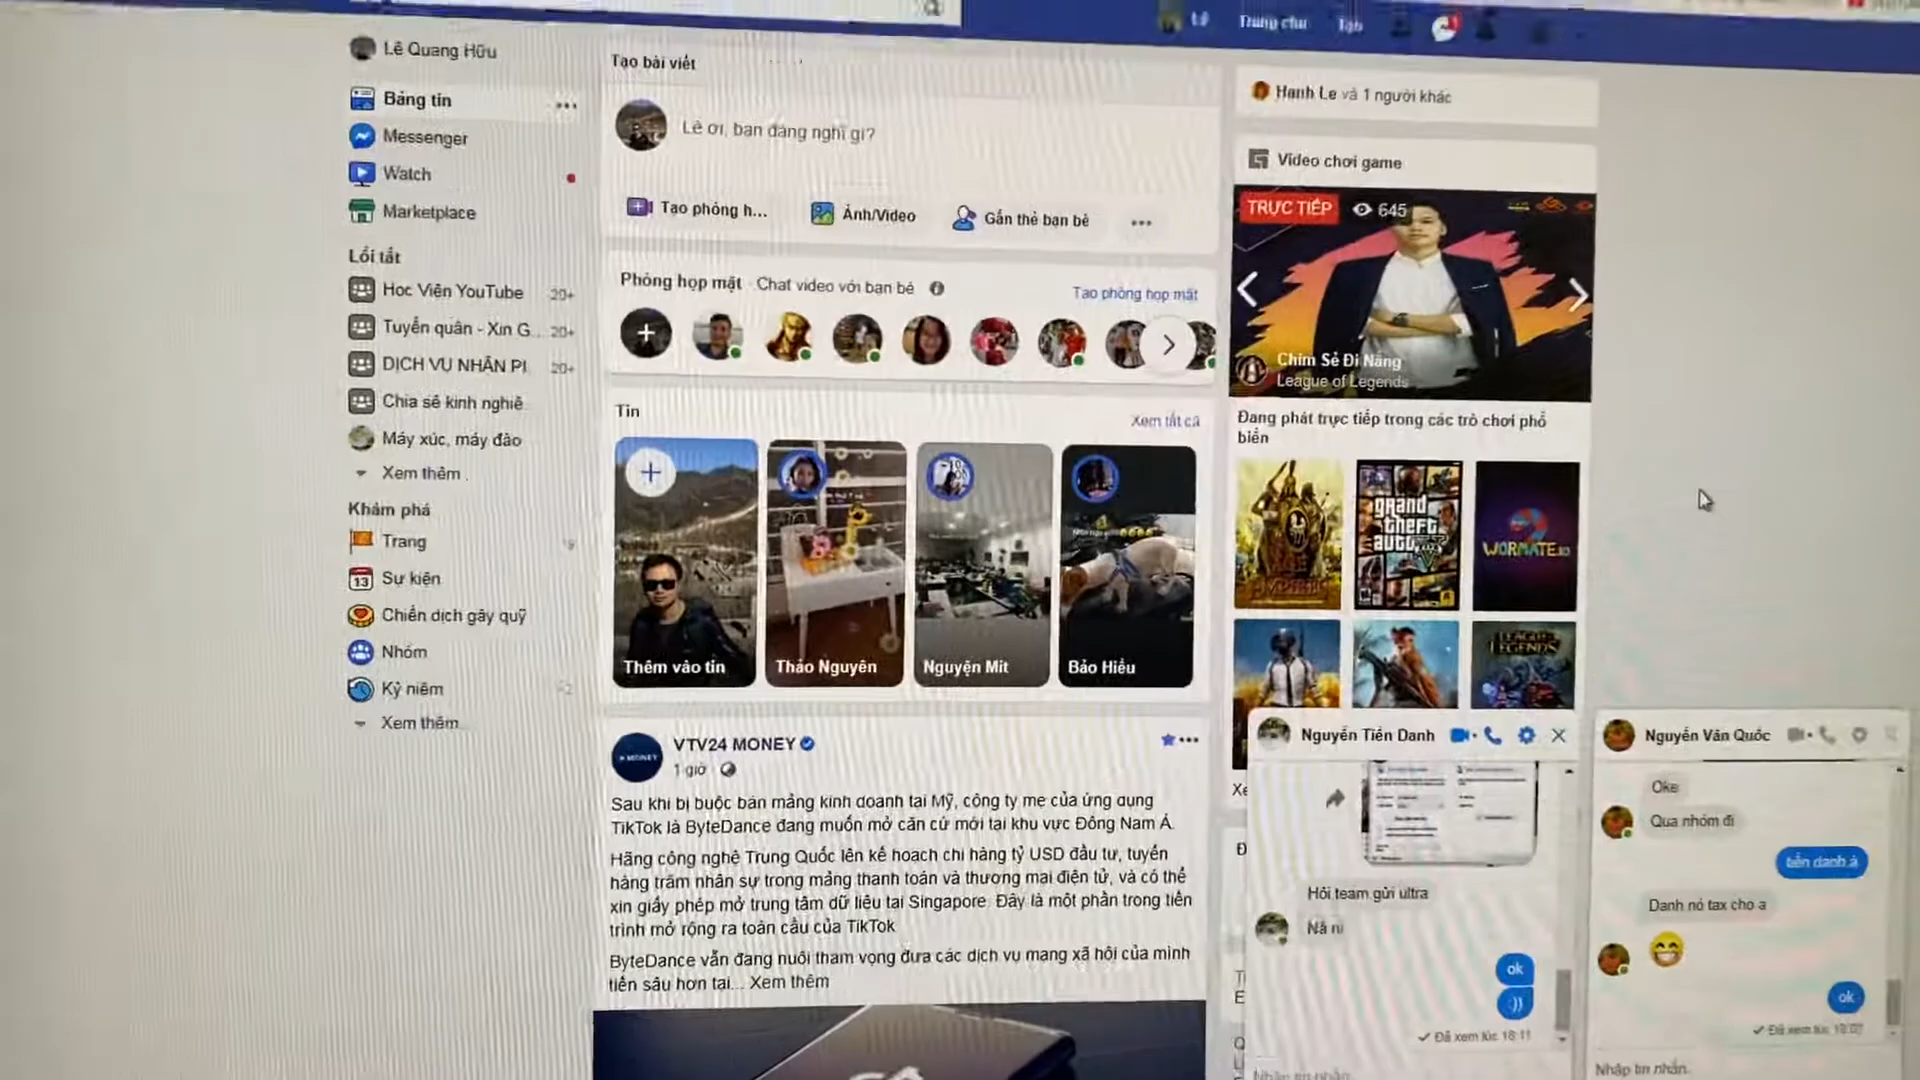 Trang chủ
Tạo
Lê Quang Hữu
Bảng tin
Messenger
Watch
Marketplace
Lối tắt
Học Viện YouTube 20+
Tuyển quân - Xin G... 20+
DỊCH VỤ NHÂN PI 20+
Chia sẻ kinh nghiê
Máy xúc, máy đào
Xem thêm
Khám phá
Trang
13
Sự kiện
Chiến dịch gây quỹ
Nhóm
Kỷ niệm
Xem thêm
Tạo bài viết
Lê ơi, bạn đang nghĩ gì?
Tạo phòng h...
Ảnh/Video
Gắn thẻ bạn bè
Phòng họp mặt · Chat video với bạn bè
Tạo phòng họp mặt
Tin
Xem tất cả
Thêm vào tin
Thảo Nguyên
Nguyện Mit
Bảo Hiếu
VTV24 MONEY
1 giờ
Sau khi bị buộc bán mảng kinh doanh tại Mỹ, công ty mẹ của ứng dụng
TikTok là ByteDance đang muốn mở căn cứ mới tại khu vực Đông Nam Á.
Hãng công nghệ Trung Quốc lên kế hoạch chi hàng tỷ USD đầu tư, tuyển
hàng trăm nhân sự trong mảng thanh toán và thương mại điện tử, và có thể
xin giấy phép mở trung tâm dữ liệu tại Singapore. Đây là một phần trong tiến
trình mở rộng ra toàn cầu của TikTok
ByteDance vẫn đang nuôi tham vọng đưa các dịch vụ mạng xã hội của mình
tiến sâu hơn tại... Xem thêm
Hanh Le và 1 người khác
Video chơi game
TRỰC TIẾP
645
Chim Sẻ Đi Nắng
League of Legends
Đang phát trực tiếp trong các trò chơi phổ
biến
grand
theft
auto
WORMATE.IO
LEGENDS
Nguyễn Tiến Danh
Hỏi team gửi ultra
Nã ni
ok
:))
Đã xem lúc 18:11
Nhập tin nhắn...
Nguyễn Văn Quốc
Oke
Qua nhóm đi
tiến danh à
Danh nó tax cho a
ok
Đã xem lúc 18:07
Nhập tin nhắn...